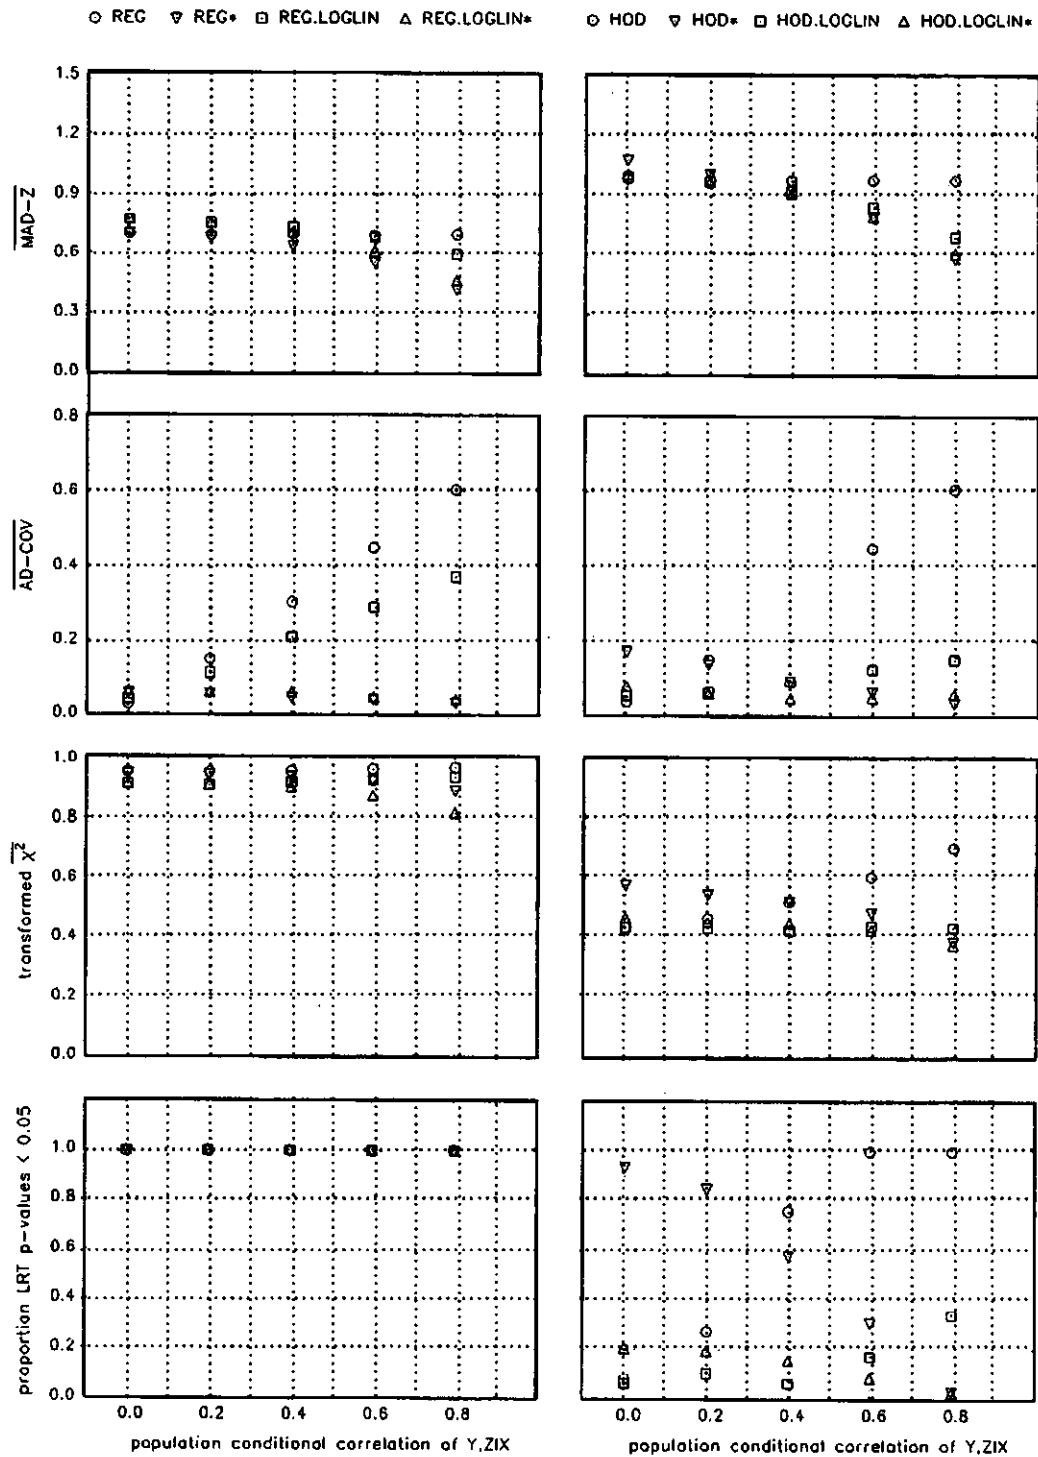 ○ REG ▽ REG* □ REG.LOGLIN △ REG.LOGLIN*
○ HOD ▽ HOD* □ HOD.LOGLIN △ HOD.LOGLIN*
MAD-Z
1.5
1.2
0.9
0.6
0.3
0.0
AD-COV
0.8
0.6
0.4
0.2
0.0
transformed χ²
1.0
0.8
0.6
0.4
0.2
0.0
proportion LRT p-values < 0.05
1.0
0.8
0.6
0.4
0.2
0.0
0.0 0.2 0.4 0.6 0.8
population conditional correlation of Y,ZIX
0.0 0.2 0.4 0.6 0.8
population conditional correlation of Y,ZIX